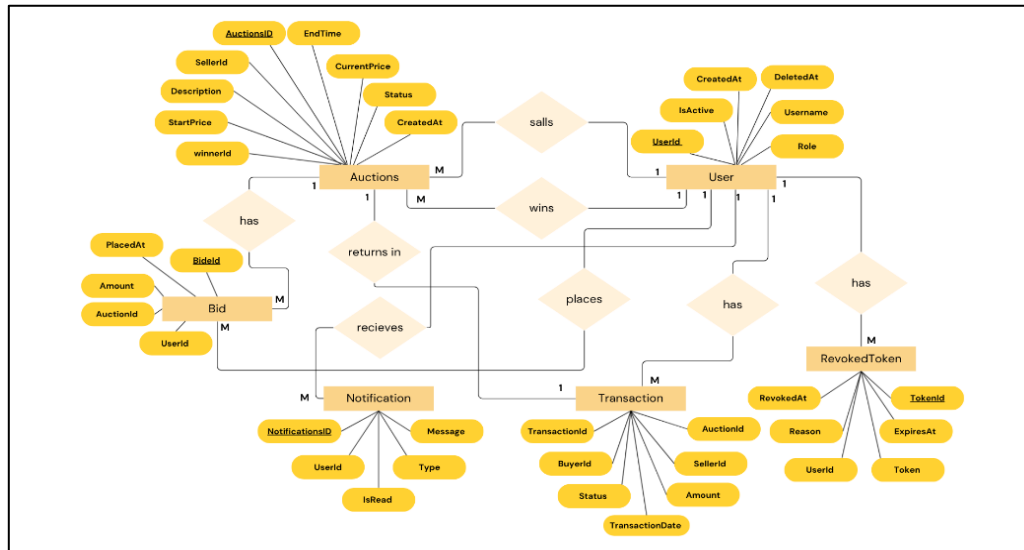 AuctionsID
EndTime
SellerId
CurrentPrice
Description
Status
StartPrice
CreatedAt
winnerId
Auctions
M
salls
CreatedAt
DeletedAt
IsActive
Username
UserId
Role
1
User
1
1
M
wins
1
1
1
1
1
has
returns in
PlacedAt
BideId
Amount
AuctionId
UserId
Bid
M
M
recieves
places
has
has
M
RevokedToken
M
Notification
1
M
Transaction
NotificationsID
Message
UserId
Type
IsRead
TransactionId
AuctionId
BuyerId
SellerId
Status
Amount
TransactionDate
RevokedAt
TokenId
Reason
ExpiresAt
UserId
Token